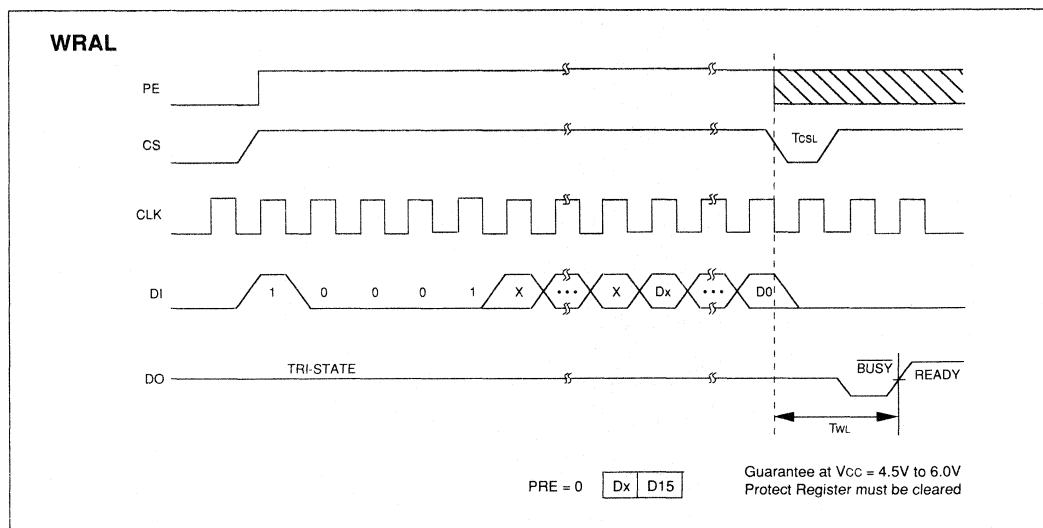 WRAL
PE
CS
TCSL
CLK
DI
1 0 0 0 1 X ... X Dx ... D0
DO
TRI-STATE
BUSY
READY
TWL
PRE = 0
Dx D15
Guarantee at VCC = 4.5V to 6.0V
Protect Register must be cleared